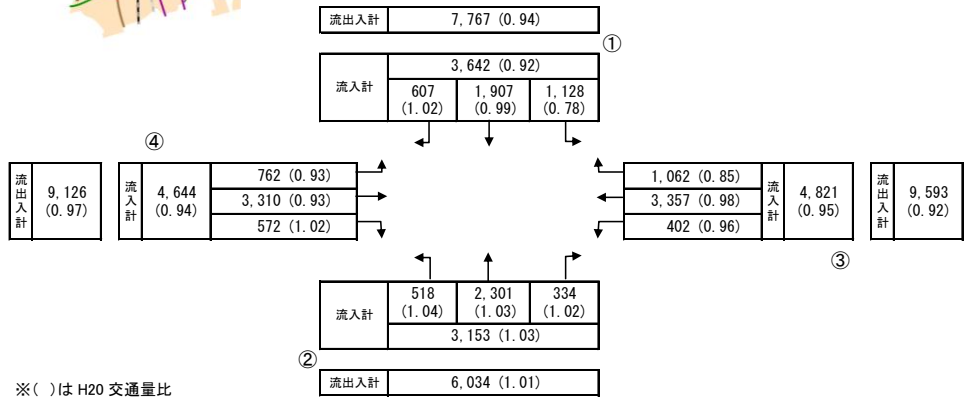 流出入計 7,767 (0.94)
①
流入計 3,642 (0.92)
607 1,907 1,128
(1.02) (0.99) (0.78)
④
流出入計 9,126 (0.97)
流入計 4,644 (0.94)
762 (0.93)
3,310 (0.93)
572 (1.02)
1,062 (0.85)
3,357 (0.98)
402 (0.96)
流入計 4,821 (0.95)
流出入計 9,593 (0.92)
③
流入計
518 2,301 334
(1.04) (1.03) (1.02)
3,153 (1.03)
②
流出入計 6,034 (1.01)
※( )は H20 交通量比